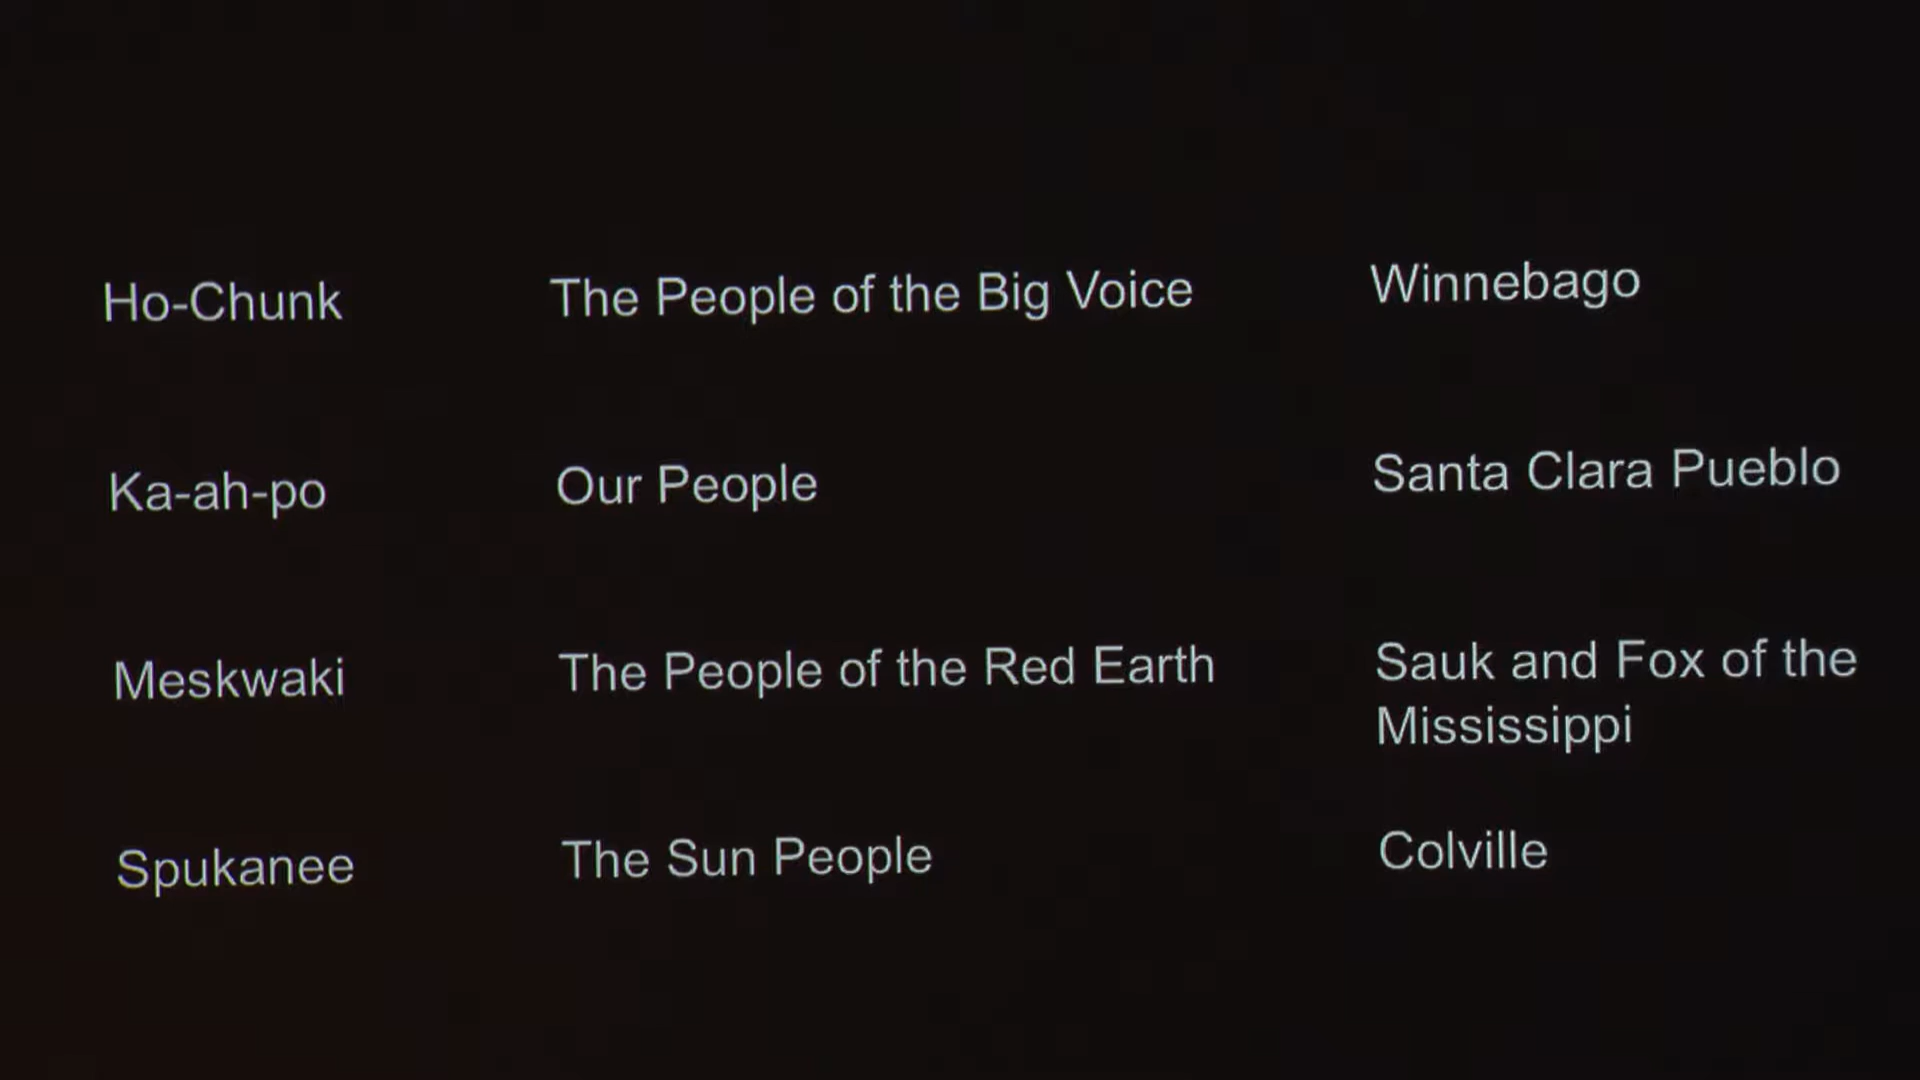 Ho-Chunk The People of the Big Voice Winnebago
Ka-ah-po Our People Santa Clara Pueblo
Meskwaki The People of the Red Earth Sauk and Fox of the
Mississippi
Spukanee The Sun People Colville